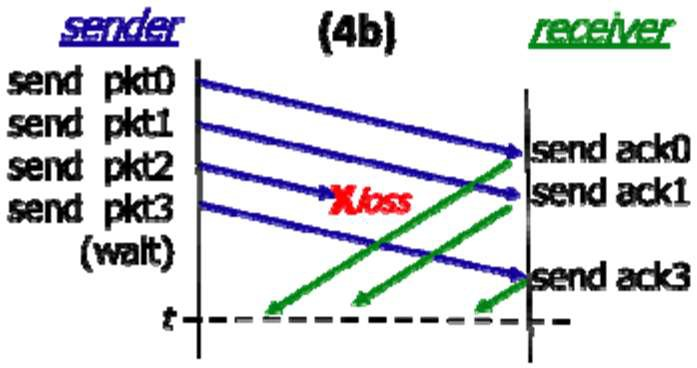 sender (4b) receiver
send pkt0
send pkt1
send pkt2
send pkt3
(wait)
X loss
send ack0
send ack1
send ack3
t